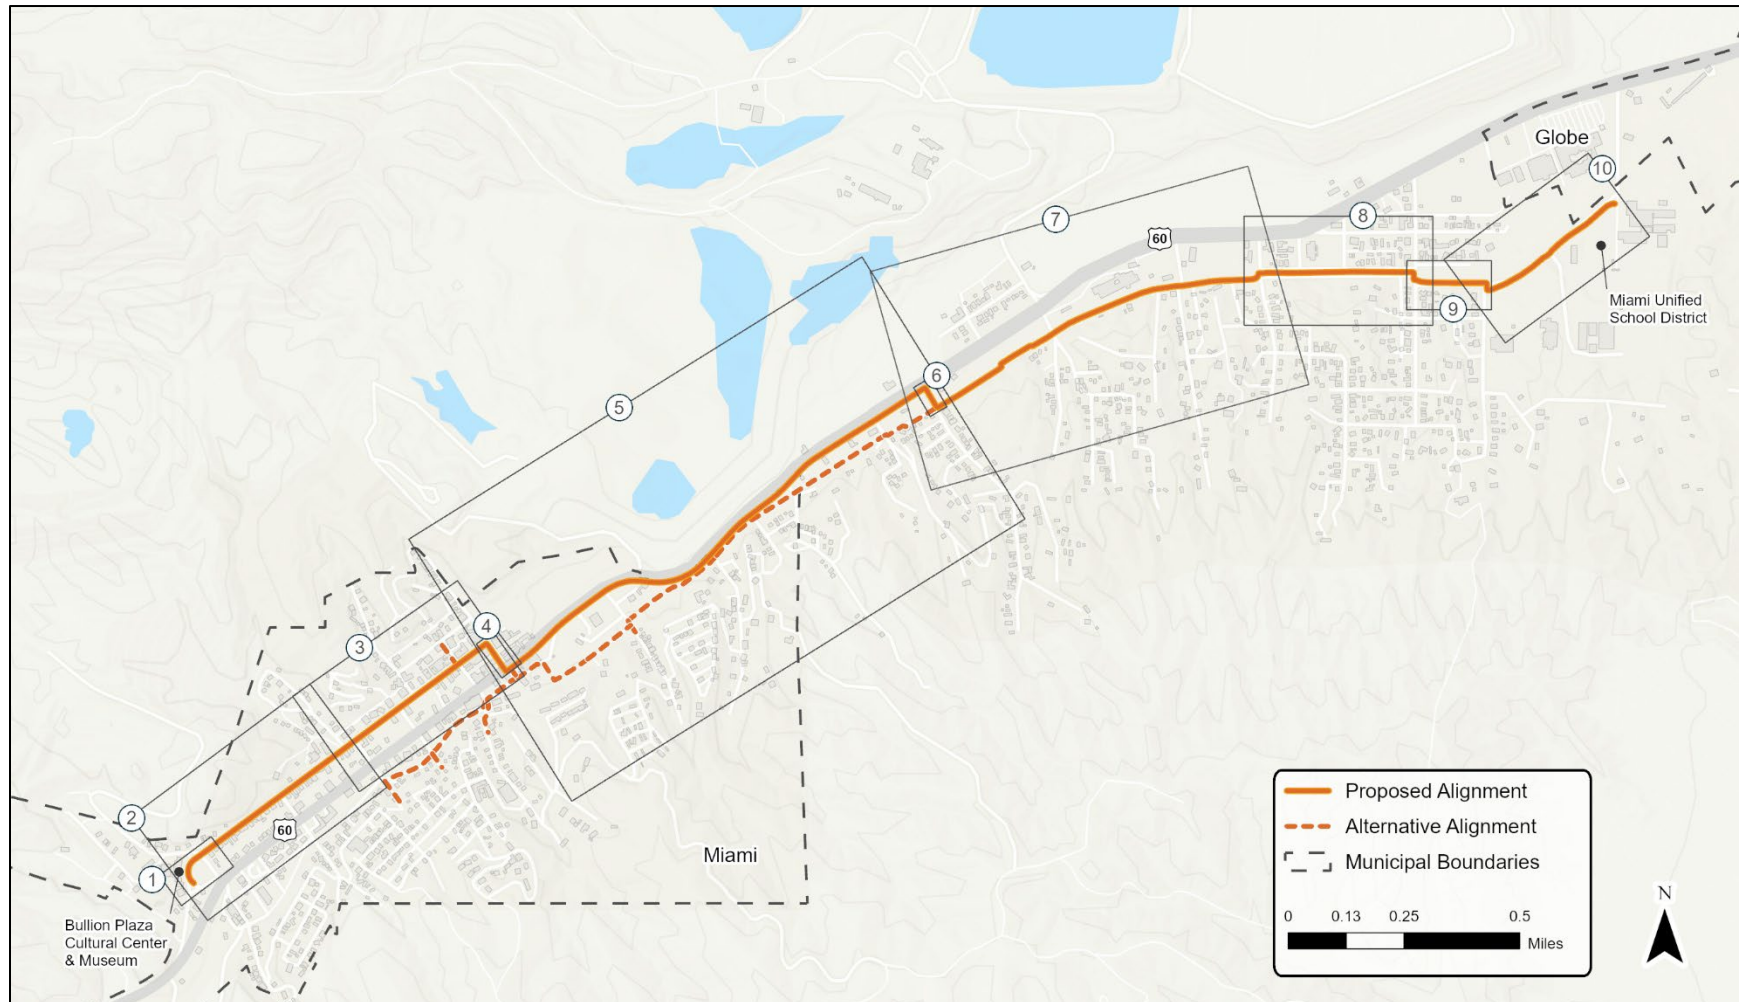 Globe
10
7
8
60
9
Miami Unified
School District
6
5
4
3
2
60
1
Miami
Bullion Plaza
Cultural Center
& Museum
Proposed Alignment
Alternative Alignment
Municipal Boundaries
0 0.13 0.25 0.5
Miles
N